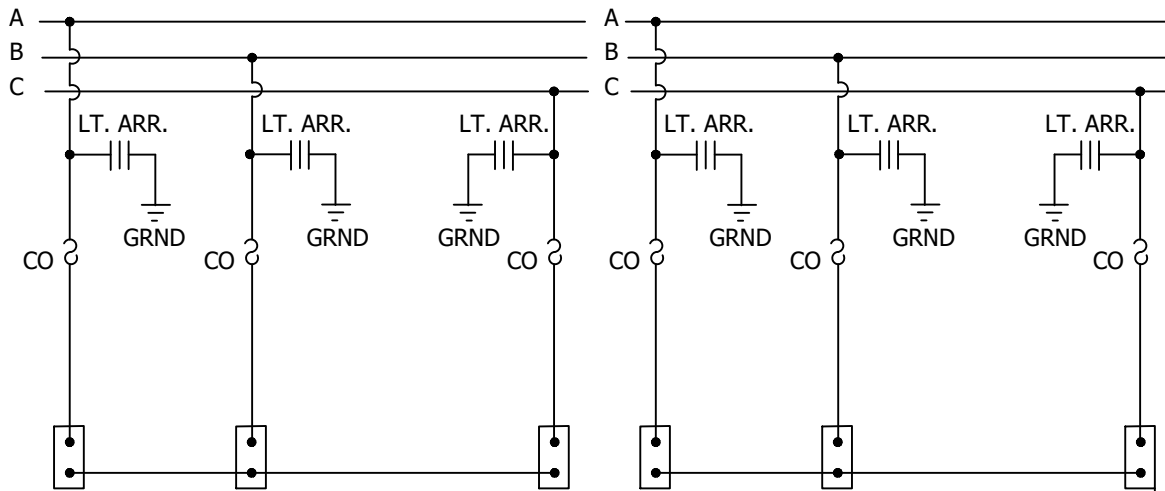 A A
B B
C C
LT. ARR. LT. ARR. LT. ARR. LT. ARR. LT. ARR. LT. ARR.
GRND GRND GRND GRND GRND GRND
CO CO CO CO CO CO